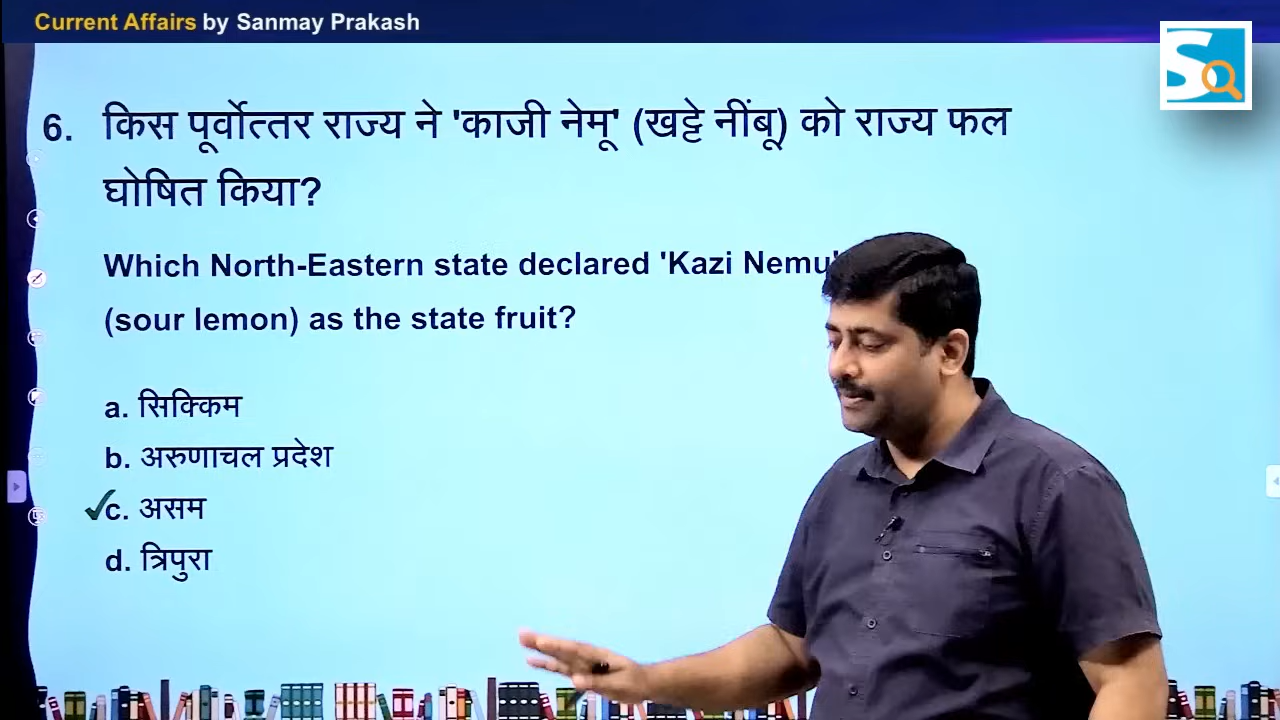 Current Affairs by Sanmay Prakash
SQ
6. किस पूर्वोत्तर राज्य ने 'काजी नेमू' (खट्टे नींबू) को राज्य फल
घोषित किया?
Which North-Eastern state declared 'Kazi Nemu'
(sour lemon) as the state fruit?
a. सिक्किम
b. अरुणाचल प्रदेश
c. असम
d. त्रिपुरा